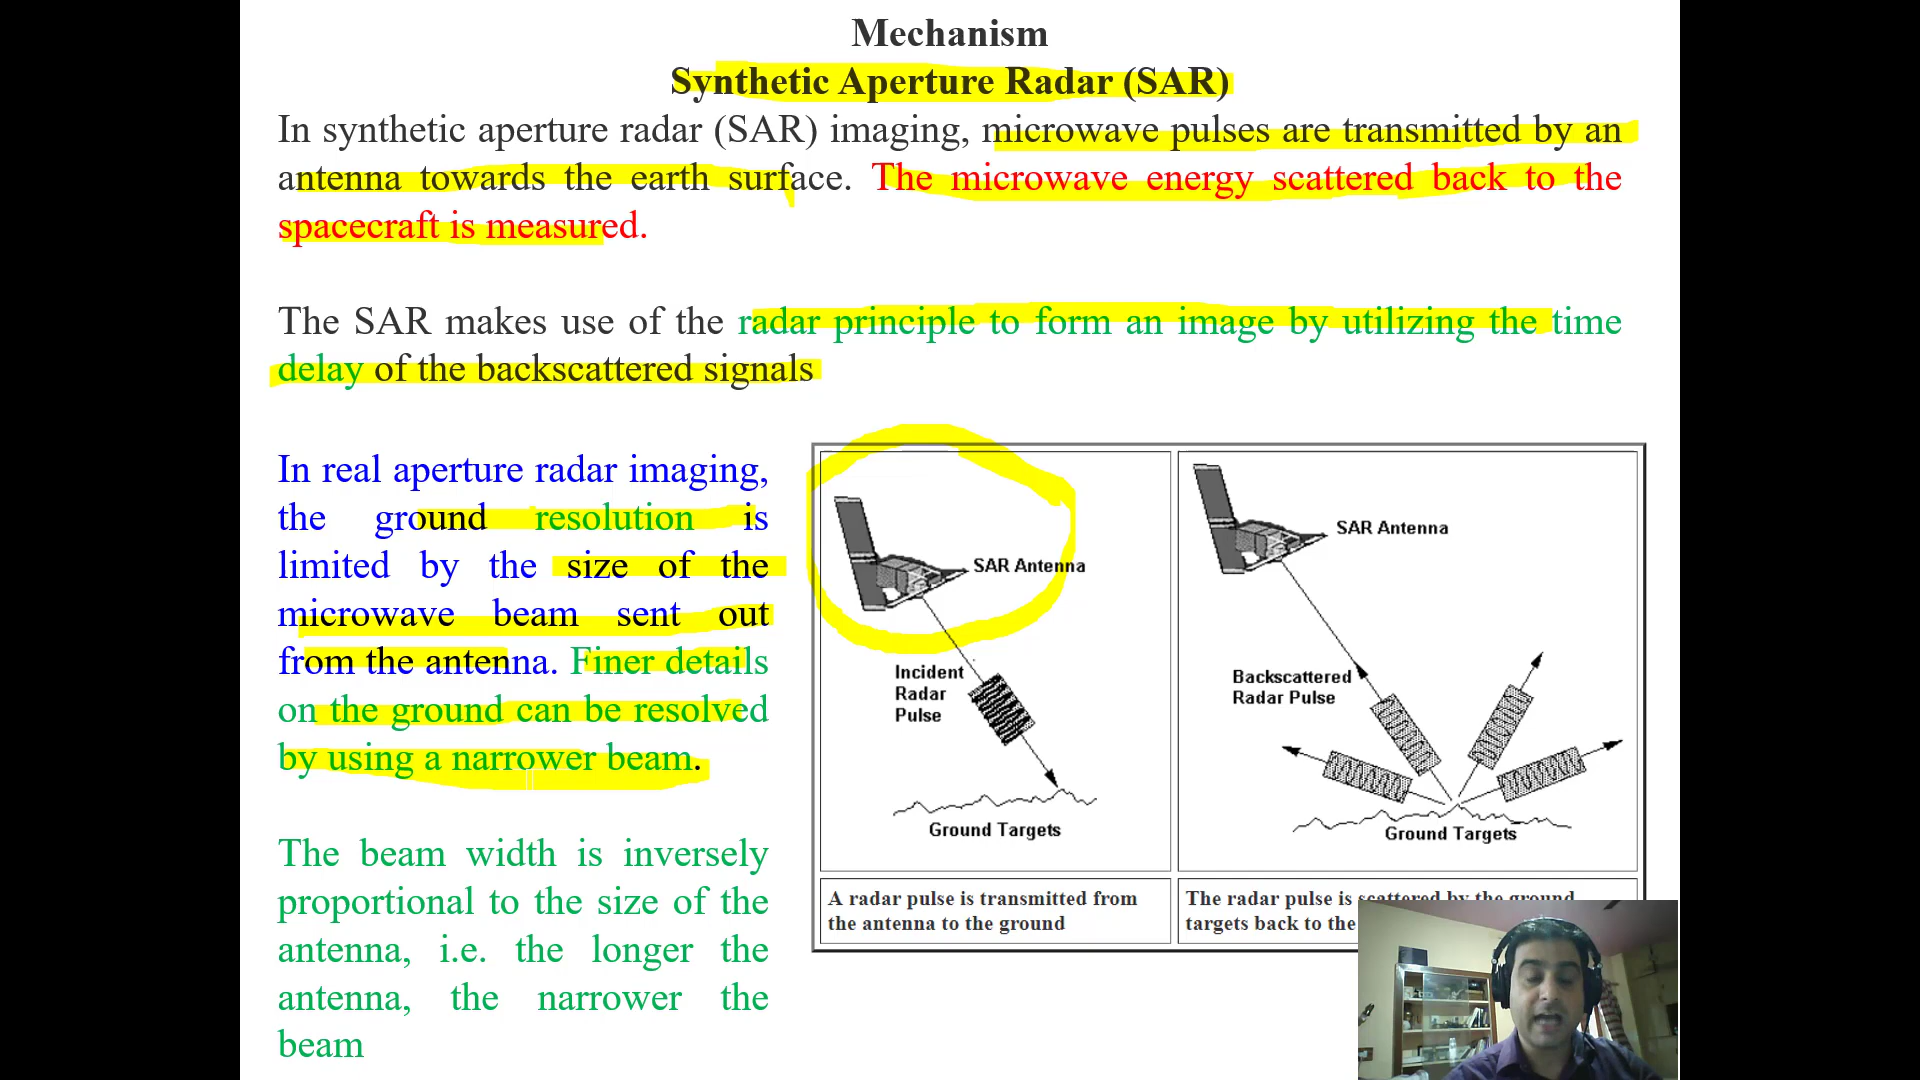 Mechanism
Synthetic Aperture Radar (SAR)
In synthetic aperture radar (SAR) imaging, microwave pulses are transmitted by an
antenna towards the earth surface. The microwave energy scattered back to the
spacecraft is measured.
The SAR makes use of the radar principle to form an image by utilizing the time
delay of the backscattered signals
In real aperture radar imaging,
the ground resolution is
limited by the size of the
microwave beam sent out
from the antenna. Finer details
on the ground can be resolved
by using a narrower beam.
The beam width is inversely
proportional to the size of the
antenna, i.e. the longer the
antenna, the narrower the
beam
SAR Antenna
Incident
Radar
Pulse
Ground Targets
A radar pulse is transmitted from
the antenna to the ground
SAR Antenna
Backscattered
Radar Pulse
Ground Targets
The radar pulse is scattered by the ground
targets back to the